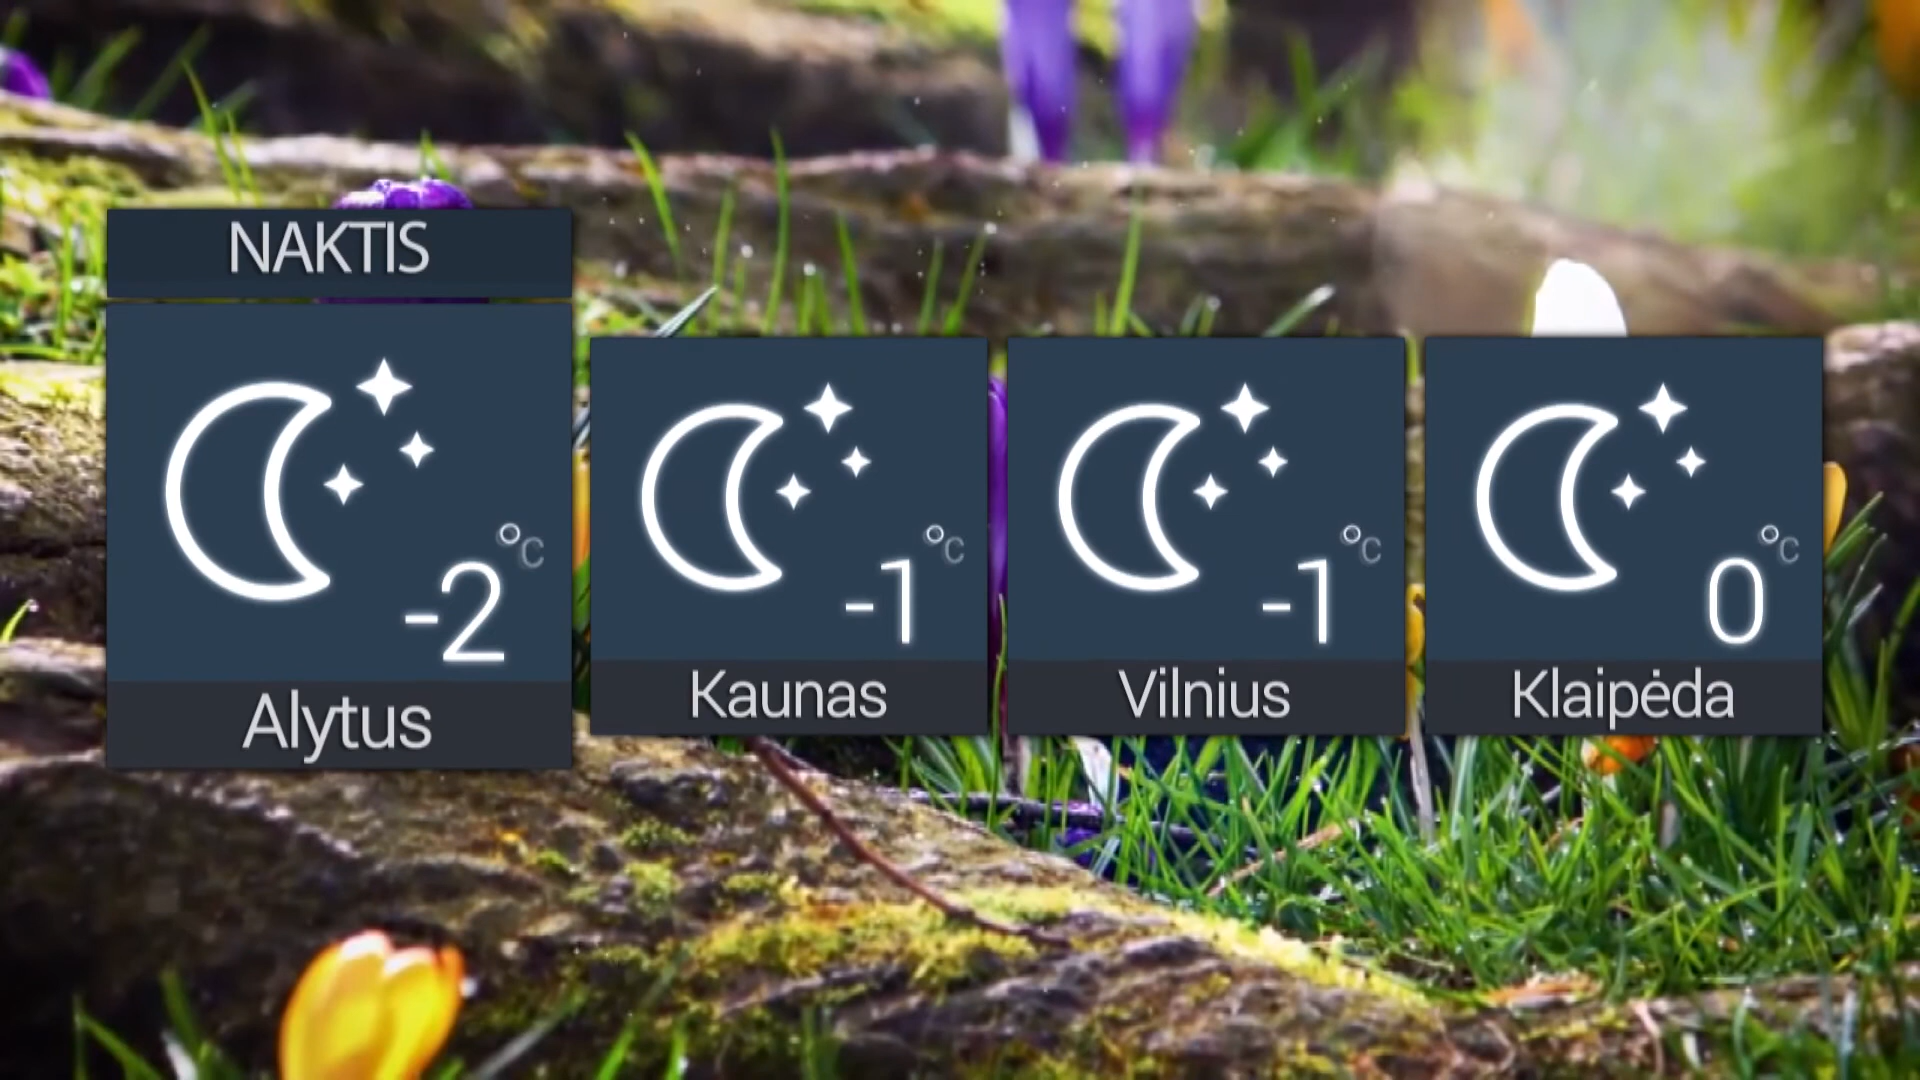 NAKTIS
-2 °C
Alytus
-1 °C
Kaunas
-1 °C
Vilnius
0 °C
Klaipėda